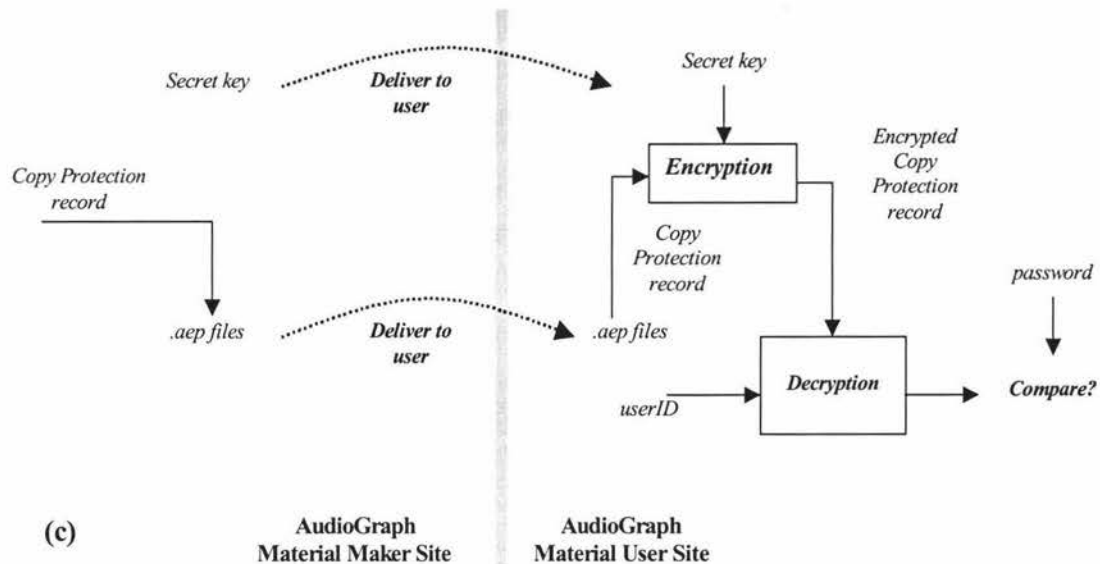 Secret key
Deliver to
user
Secret key
Encryption
Encrypted
Copy
Protection
record
Copy Protection
record
Copy
Protection
record
password
.aep files
Deliver to
user
.aep files
Decryption
Compare?
userID
(c)
AudioGraph
Material Maker Site
AudioGraph
Material User Site